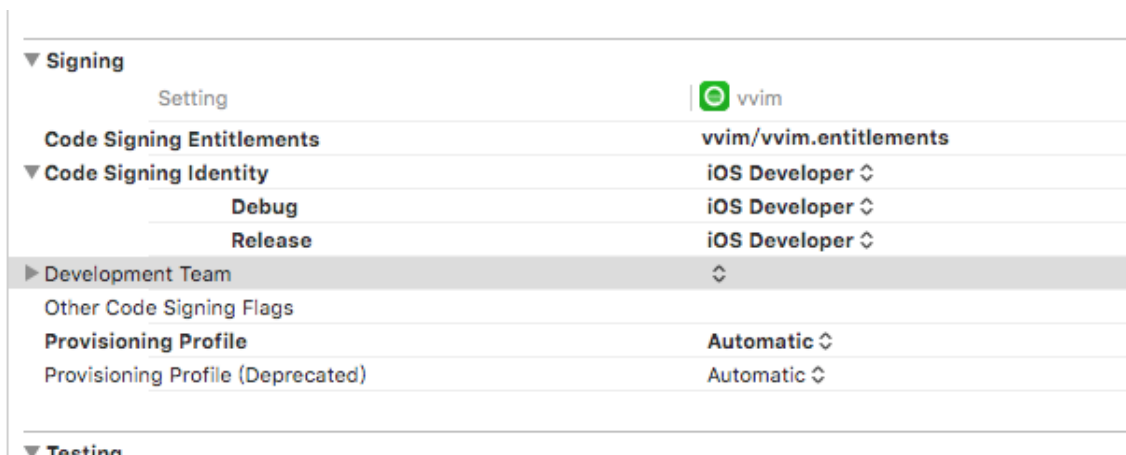 Signing
Setting vvim
Code Signing Entitlements vvim/vvim.entitlements
Code Signing Identity iOS Developer
Debug iOS Developer
Release iOS Developer
Development Team
Other Code Signing Flags
Provisioning Profile Automatic
Provisioning Profile (Deprecated) Automatic
Testing